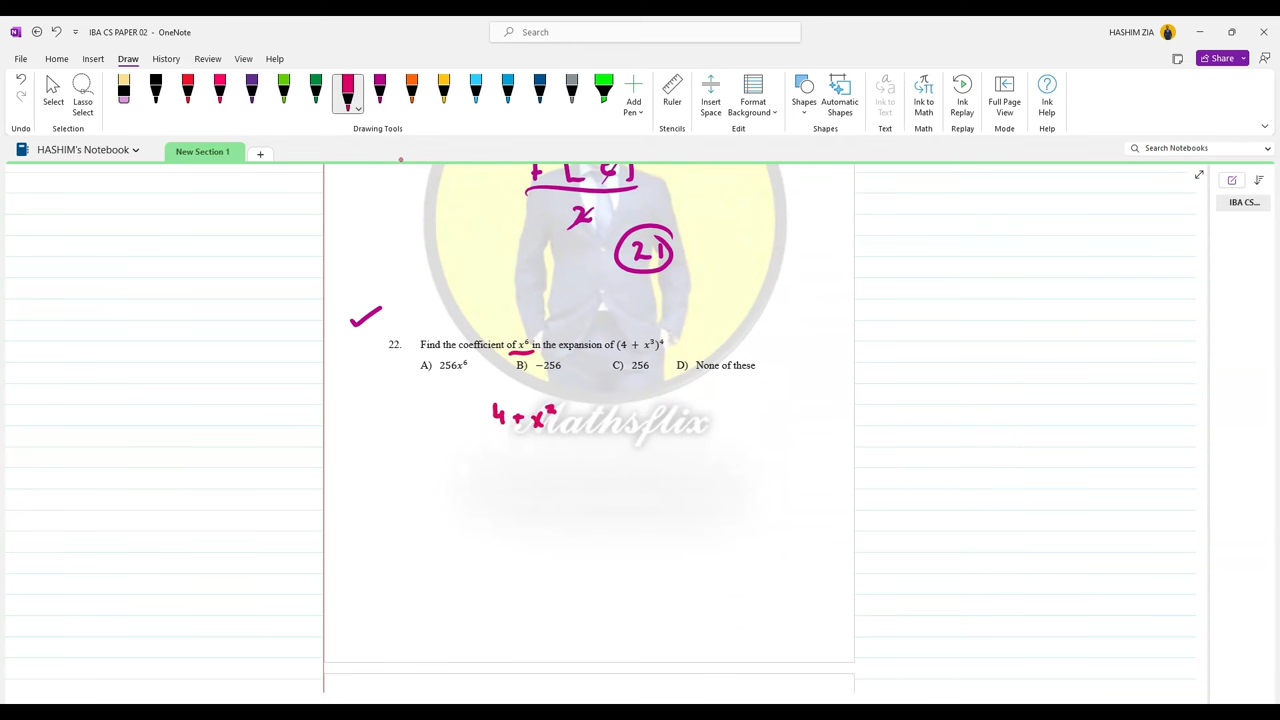 IBA CS PAPER 02 - OneNote
Search
HASHIM ZIA
File Home Insert Draw History Review View Help
Share
Select
Lasso Select
Add Pen
Ruler
Insert Space
Format Background
Shapes
Automatic Shapes
Ink to Text
Ink to Math
Ink Replay
Full Page View
Ink Help
Undo Selection Drawing Tools Stencils Edit Shapes Text Math Replay Mode Help
HASHIM's Notebook New Section 1 + Search Notebooks
IBA CS...
2
21
22. Find the coefficient of x⁶ in the expansion of (4 + x³)⁴
A) 256x⁶ B) −256 C) 256 D) None of these
4 + x³
Mathsflix